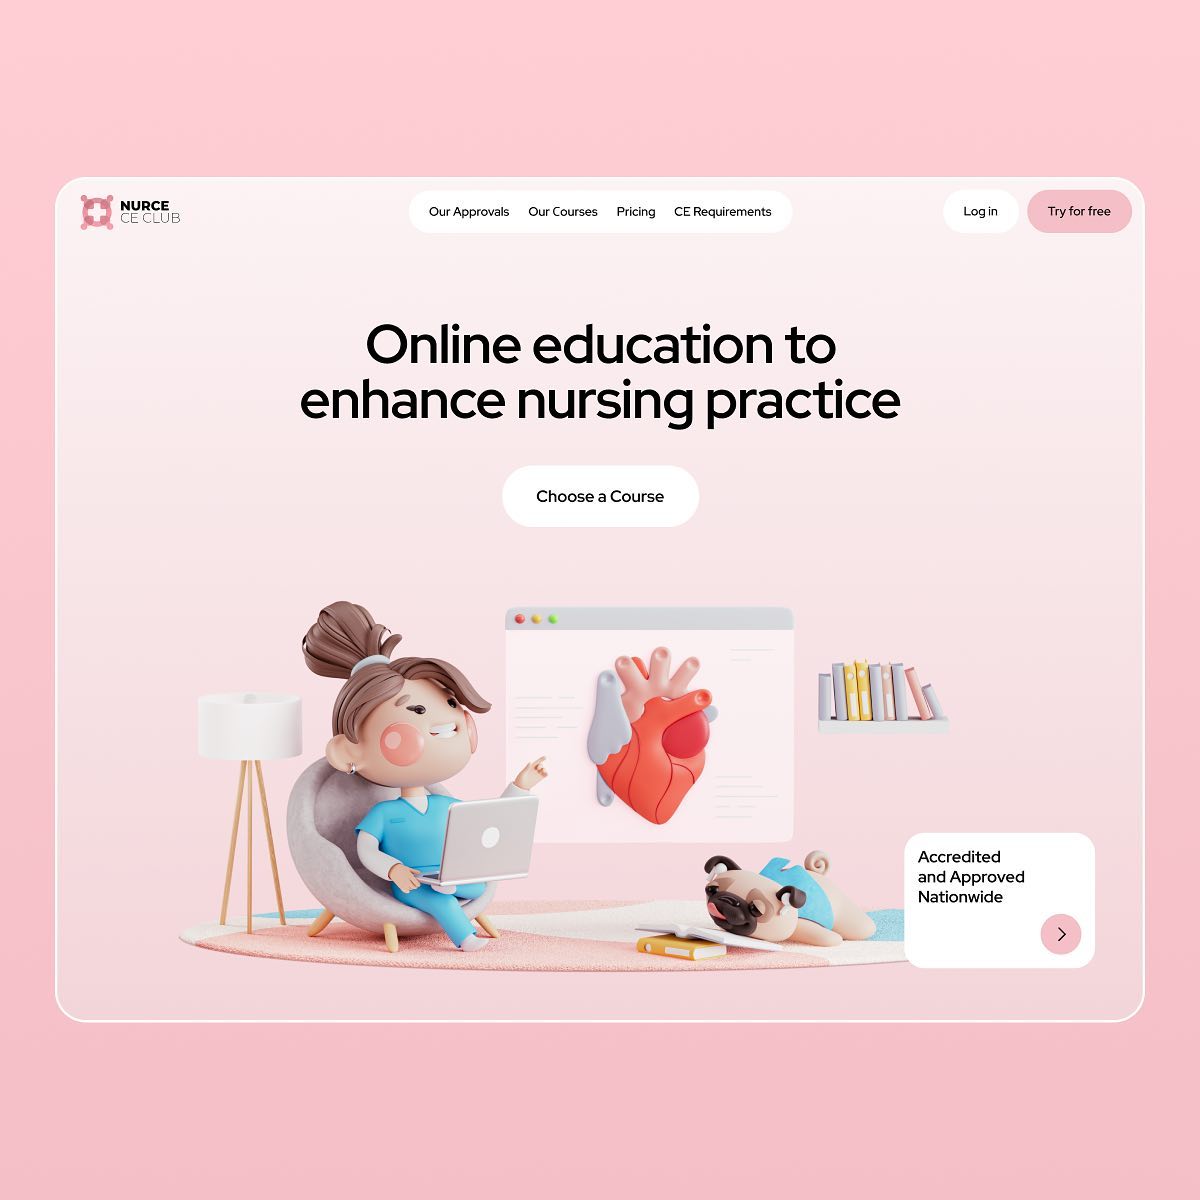 NURCE
CE CLUB
Our Approvals
Our Courses
Pricing
CE Requirements
Log in
Try for free
Online education to
enhance nursing practice
Choose a Course
Accredited
and Approved
Nationwide